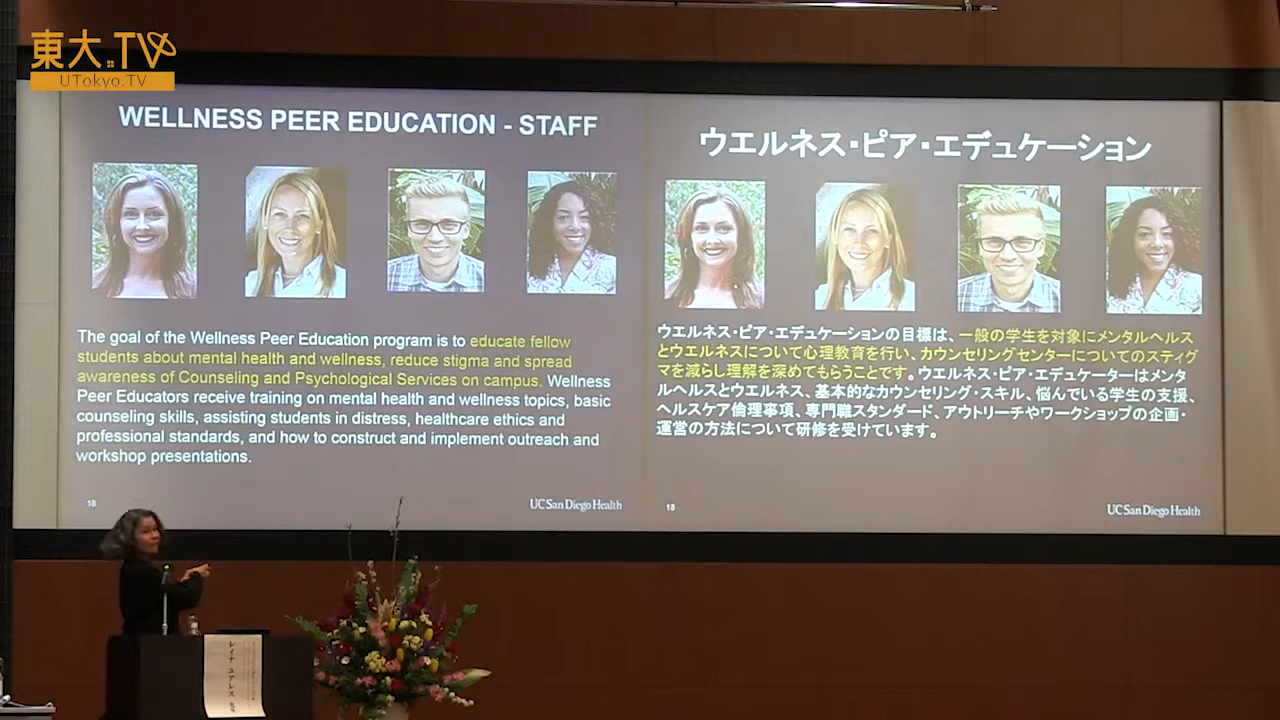 東大.TV
UTokyo.TV
WELLNESS PEER EDUCATION - STAFF
The goal of the Wellness Peer Education program is to educate fellow
students about mental health and wellness, reduce stigma and spread
awareness of Counseling and Psychological Services on campus. Wellness
Peer Educators receive training on mental health and wellness topics, basic
counseling skills, assisting students in distress, healthcare ethics and
professional standards, and how to construct and implement outreach and
workshop presentations.
18
UC San Diego Health
ウエルネス・ピア・エデュケーション
ウエルネス・ピア・エデュケーションの目標は、一般の学生を対象にメンタルヘルス
とウエルネスについて心理教育を行い、カウンセリングセンターについてのスティグ
マを減らし理解を深めてもらうことです。ウエルネス・ピア・エデュケーターはメンタ
ルヘルスとウエルネス、基本的なカウンセリング・スキル、悩んでいる学生の支援、
ヘルスケア倫理事項、専門職スタンダード、アウトリーチやワークショップの企画・
運営の方法について研修を受けています。
18
UC San Diego Health
レイナ ユアレス